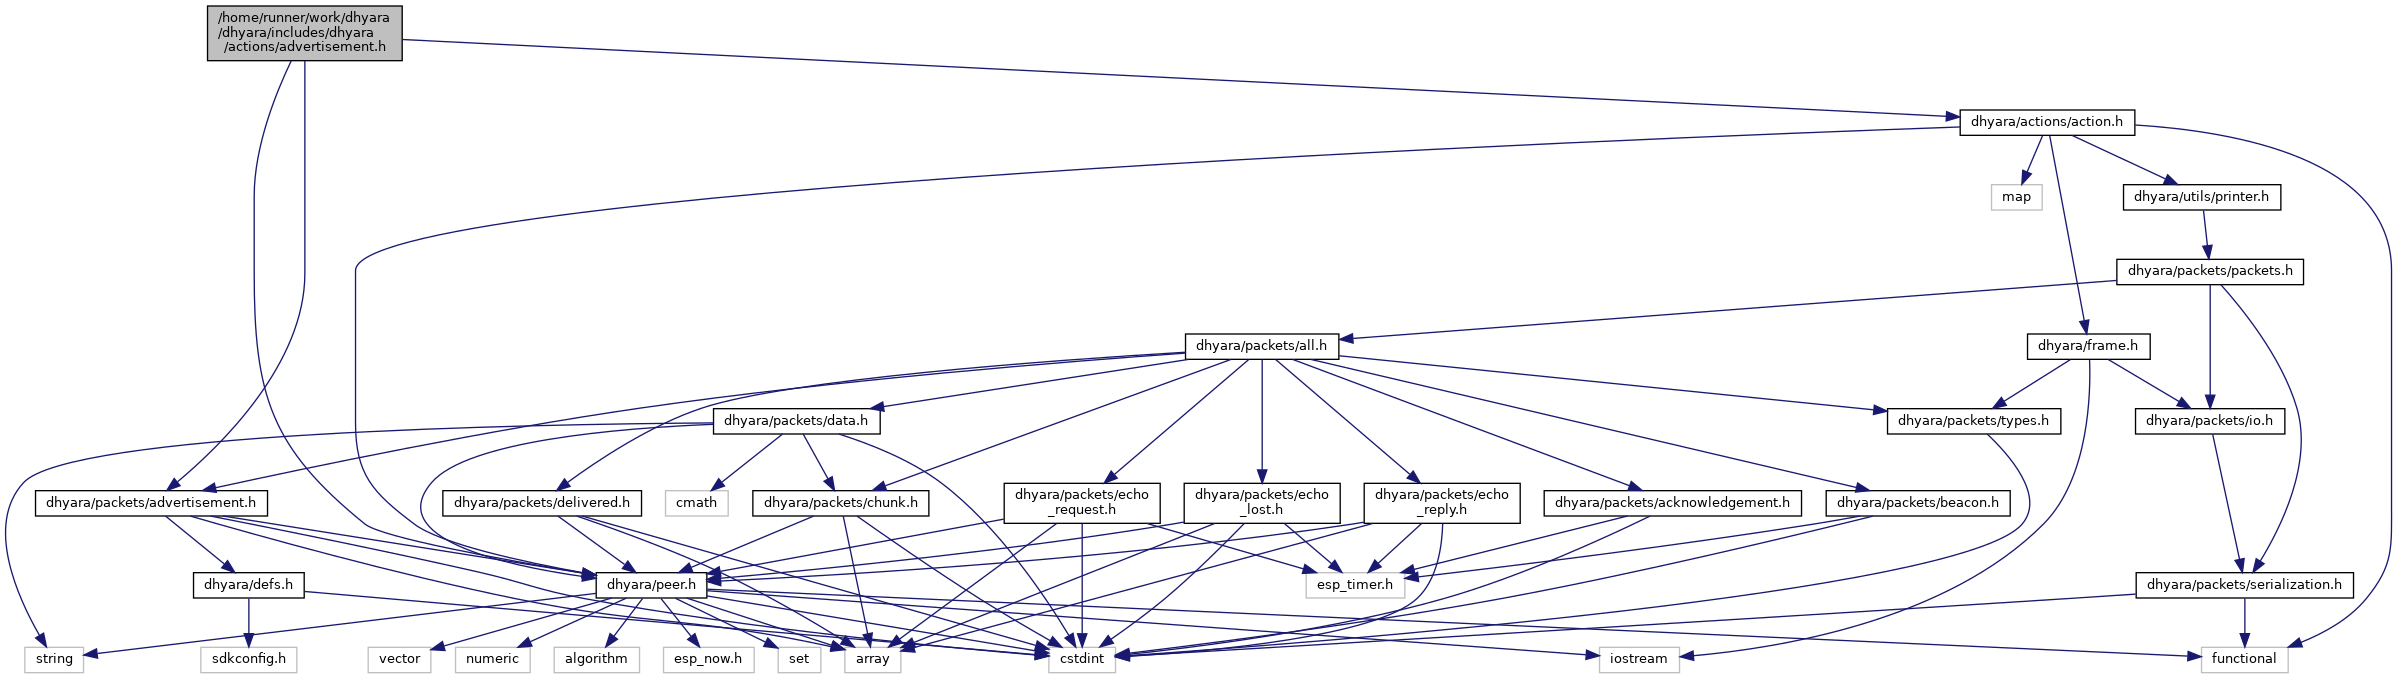 /home/runner/work/dhyara
/dhyara/includes/dhyara
/actions/advertisement.h
dhyara/actions/action.h
map
dhyara/utils/printer.h
dhyara/packets/packets.h
dhyara/packets/all.h
dhyara/frame.h
dhyara/packets/data.h
dhyara/packets/types.h
dhyara/packets/io.h
dhyara/packets/advertisement.h
dhyara/packets/delivered.h
cmath
dhyara/packets/chunk.h
dhyara/packets/echo
_request.h
dhyara/packets/echo
_lost.h
dhyara/packets/echo
_reply.h
dhyara/packets/acknowledgement.h
dhyara/packets/beacon.h
dhyara/defs.h
dhyara/peer.h
esp_timer.h
dhyara/packets/serialization.h
string
sdkconfig.h
vector
numeric
algorithm
esp_now.h
set
array
cstdint
iostream
functional